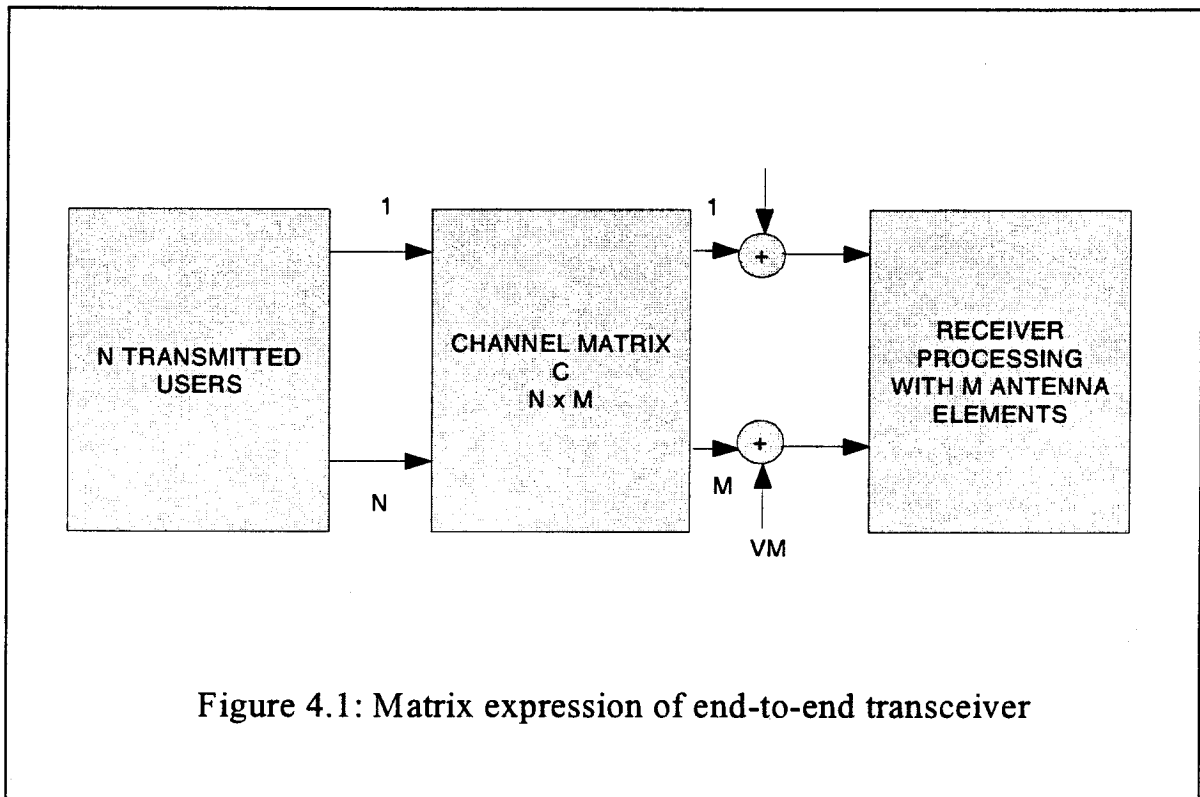 1
1
+
N TRANSMITTED
USERS
CHANNEL MATRIX
C
N x M
RECEIVER
PROCESSING
WITH M ANTENNA
ELEMENTS
+
N
M
VM
Figure 4.1: Matrix expression of end-to-end transceiver